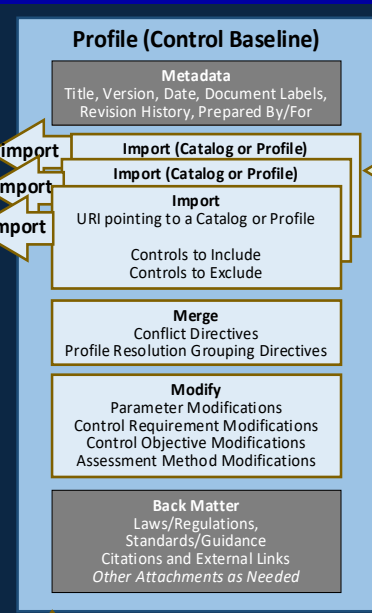 Profile (Control Baseline)
Metadata
Title, Version, Date, Document Labels,
Revision History, Prepared By/For
import
Import (Catalog or Profile)
import
Import (Catalog or Profile)
import
Import
URI pointing to a Catalog or Profile
Controls to Include
Controls to Exclude
Merge
Conflict Directives
Profile Resolution Grouping Directives
Modify
Parameter Modifications
Control Requirement Modifications
Control Objective Modifications
Assessment Method Modifications
Back Matter
Laws/Regulations,
Standards/Guidance
Citations and External Links
Other Attachments as Needed